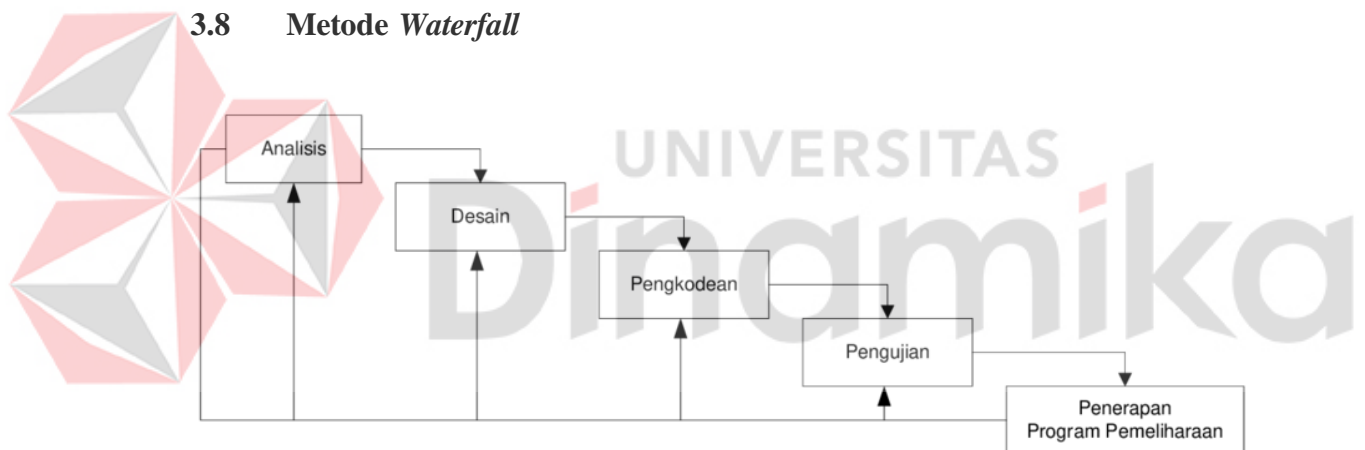 3.8 Metode Waterfall
UNIVERSITAS
Dinamika
Analisis
Desain
Pengkodean
Pengujian
Penerapan
Program Pemeliharaan